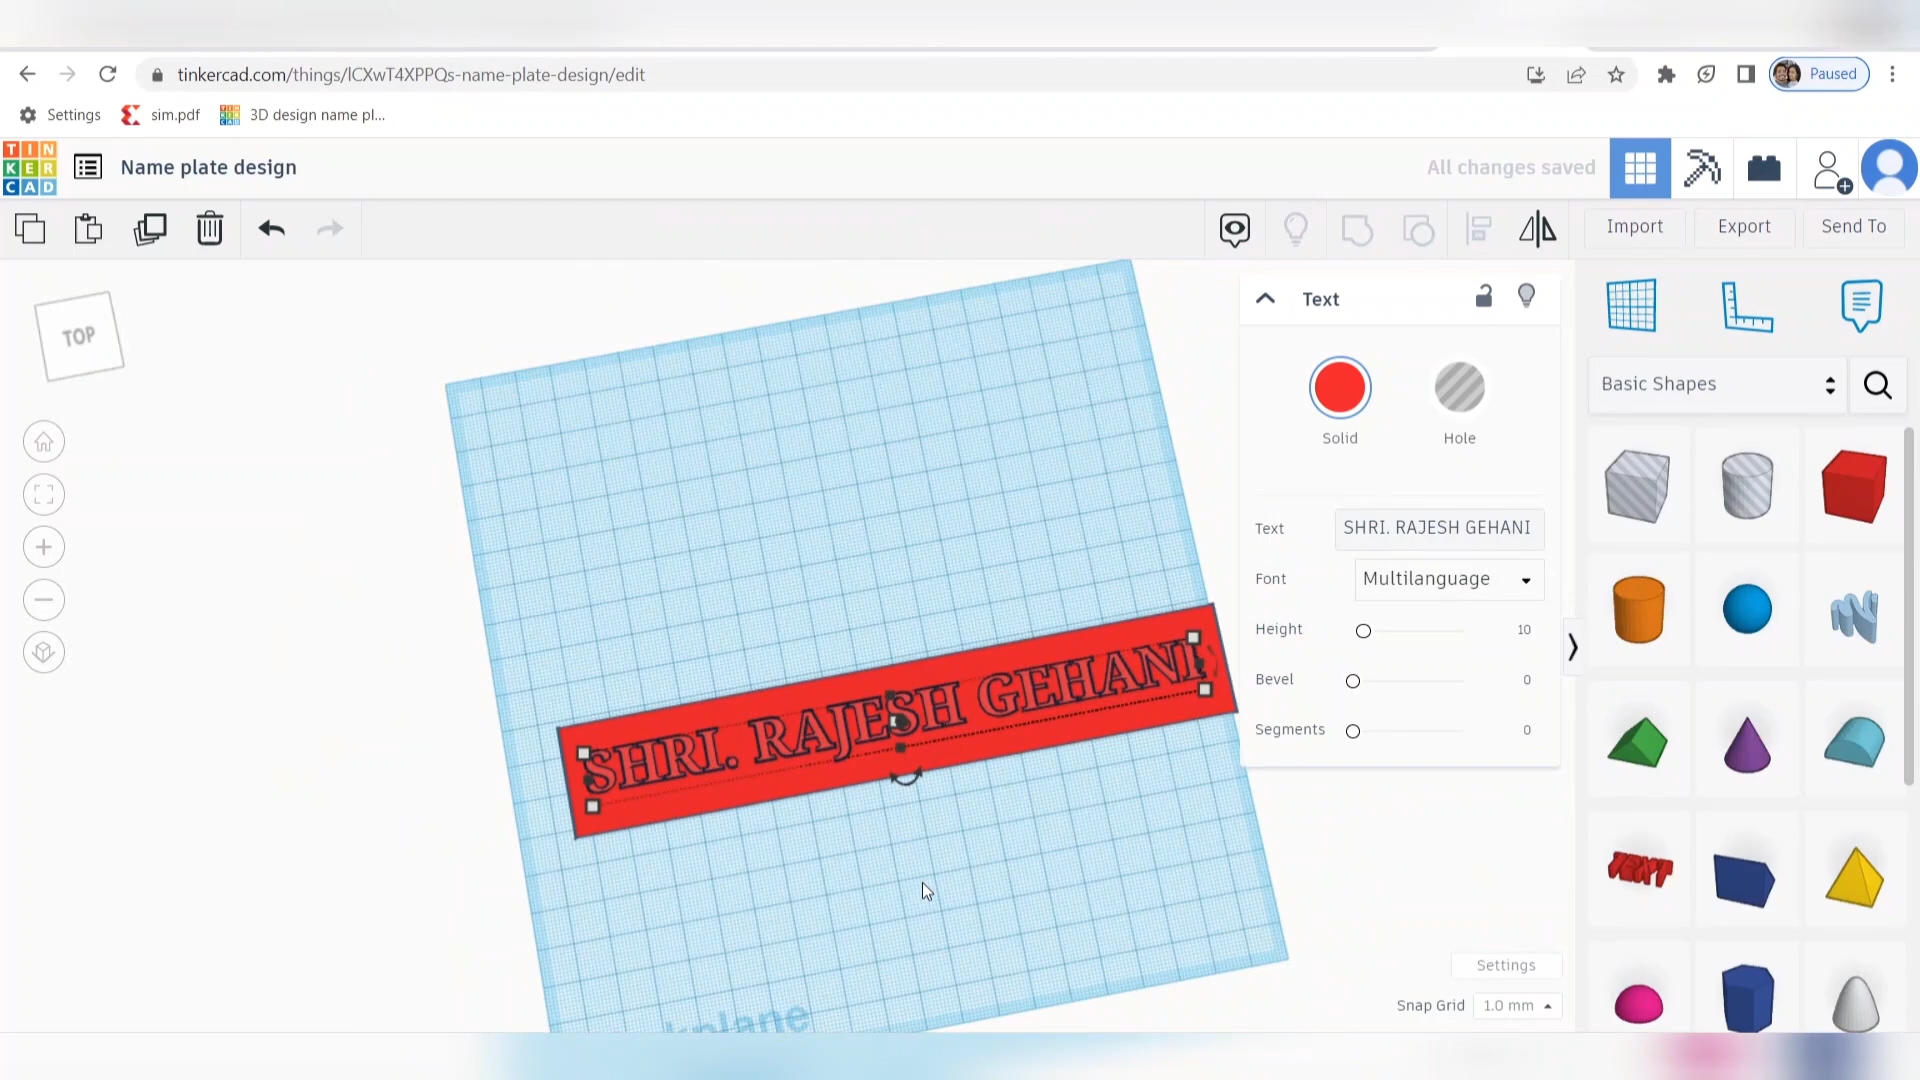 tinkercad.com/things/lCXwT4XPPQs-name-plate-design/edit
Paused
Settings
sim.pdf
3D design name pl...
TIN
KER
CAD
Name plate design
All changes saved
Import
Export
Send To
TOP
Text
Solid
Hole
Text
SHRI. RAJESH GEHANI
Font
Multilanguage
Height
10
Bevel
0
Segments
0
Basic Shapes
SHRI. RAJESH GEHANI
TEXT
Settings
Snap Grid
1.0 mm